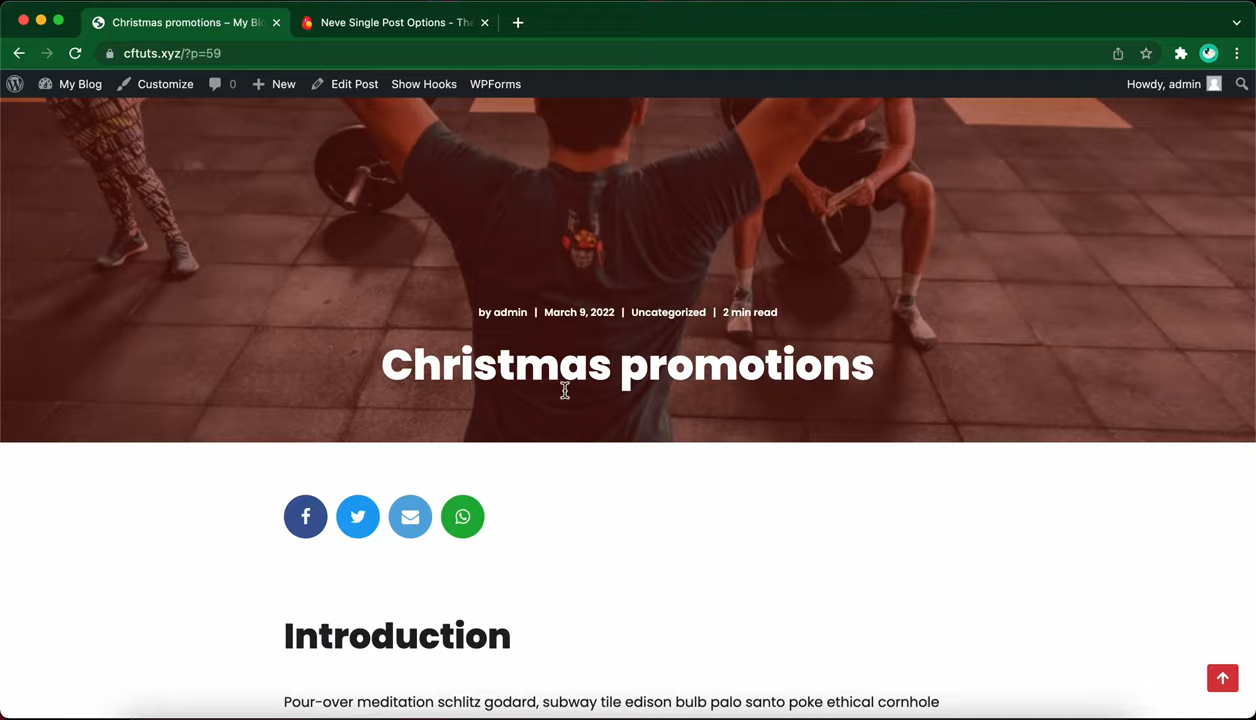 Christmas promotions – My Bl
Neve Single Post Options - The
cftuts.xyz/?p=59
My Blog Customize 0 New Edit Post Show Hooks WPForms Howdy, admin
by admin | March 9, 2022 | Uncategorized | 2 min read
Christmas promotions
Introduction
Pour-over meditation schlitz godard, subway tile edison bulb palo santo poke ethical cornhole